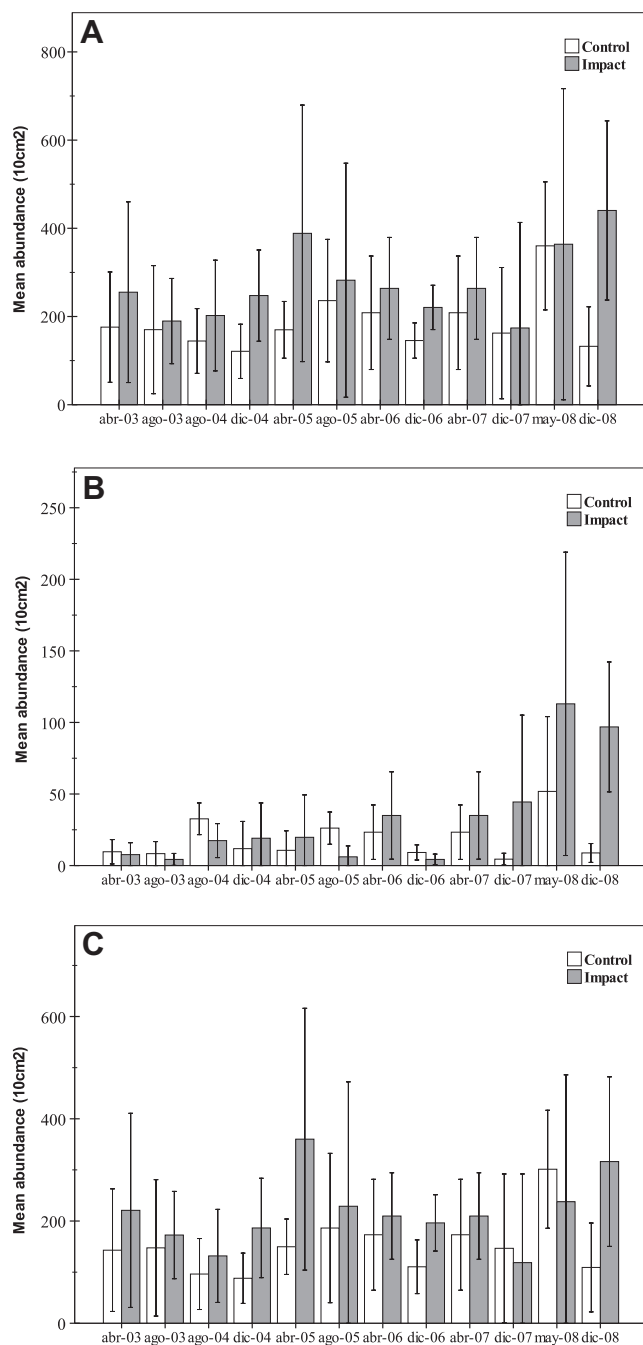 A
Control
Impact
Mean abundance (10cm2)
800
600
400
200
0
abr-03 ago-03 ago-04 dic-04 abr-05 ago-05 abr-06 dic-06 abr-07 dic-07 may-08 dic-08
B
Control
Impact
Mean abundance (10cm2)
250
200
150
100
50
0
abr-03 ago-03 ago-04 dic-04 abr-05 ago-05 abr-06 dic-06 abr-07 dic-07 may-08 dic-08
C
Control
Impact
Mean abundance (10cm2)
600
400
200
0
abr-03 ago-03 ago-04 dic-04 abr-05 ago-05 abr-06 dic-06 abr-07 dic-07 may-08 dic-08